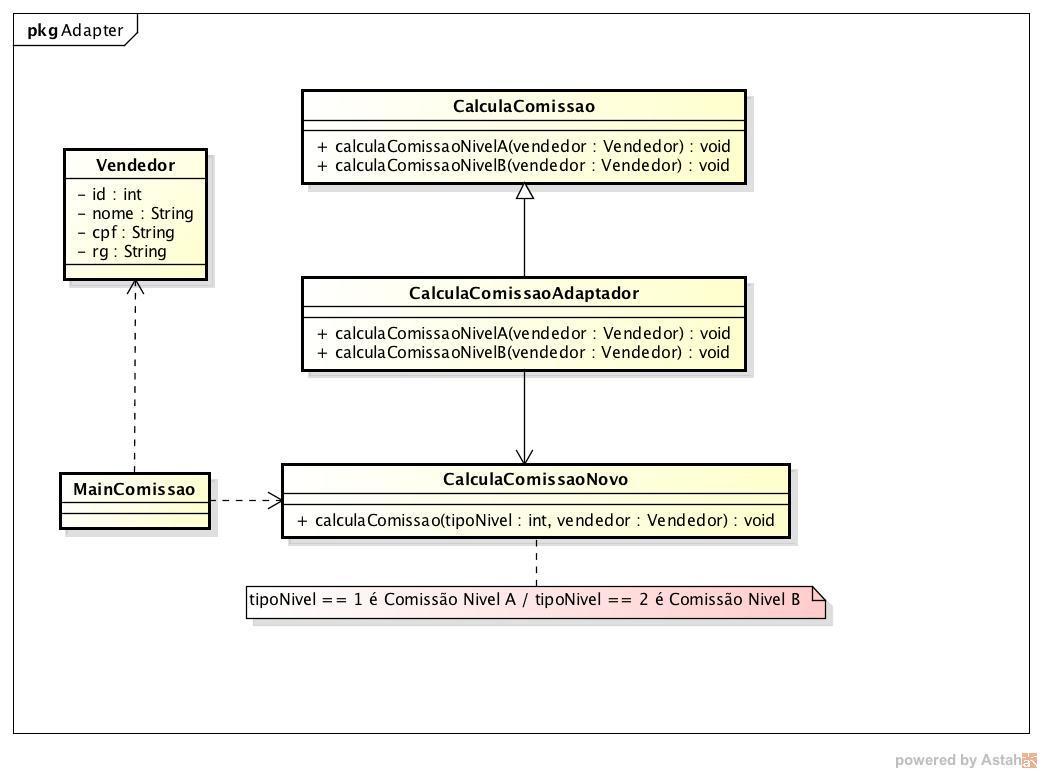 pkg Adapter
CalculaComissao
+ calculaComissaoNivelA(vendedor : Vendedor) : void
+ calculaComissaoNivelB(vendedor : Vendedor) : void
Vendedor
- id : int
- nome : String
- cpf : String
- rg : String
CalculaComissaoAdaptador
+ calculaComissaoNivelA(vendedor : Vendedor) : void
+ calculaComissaoNivelB(vendedor : Vendedor) : void
MainComissao
CalculaComissaoNovo
+ calculaComissao(tipoNivel : int, vendedor : Vendedor) : void
tipoNivel == 1 é Comissão Nivel A / tipoNivel == 2 é Comissão Nivel B
powered by Astah